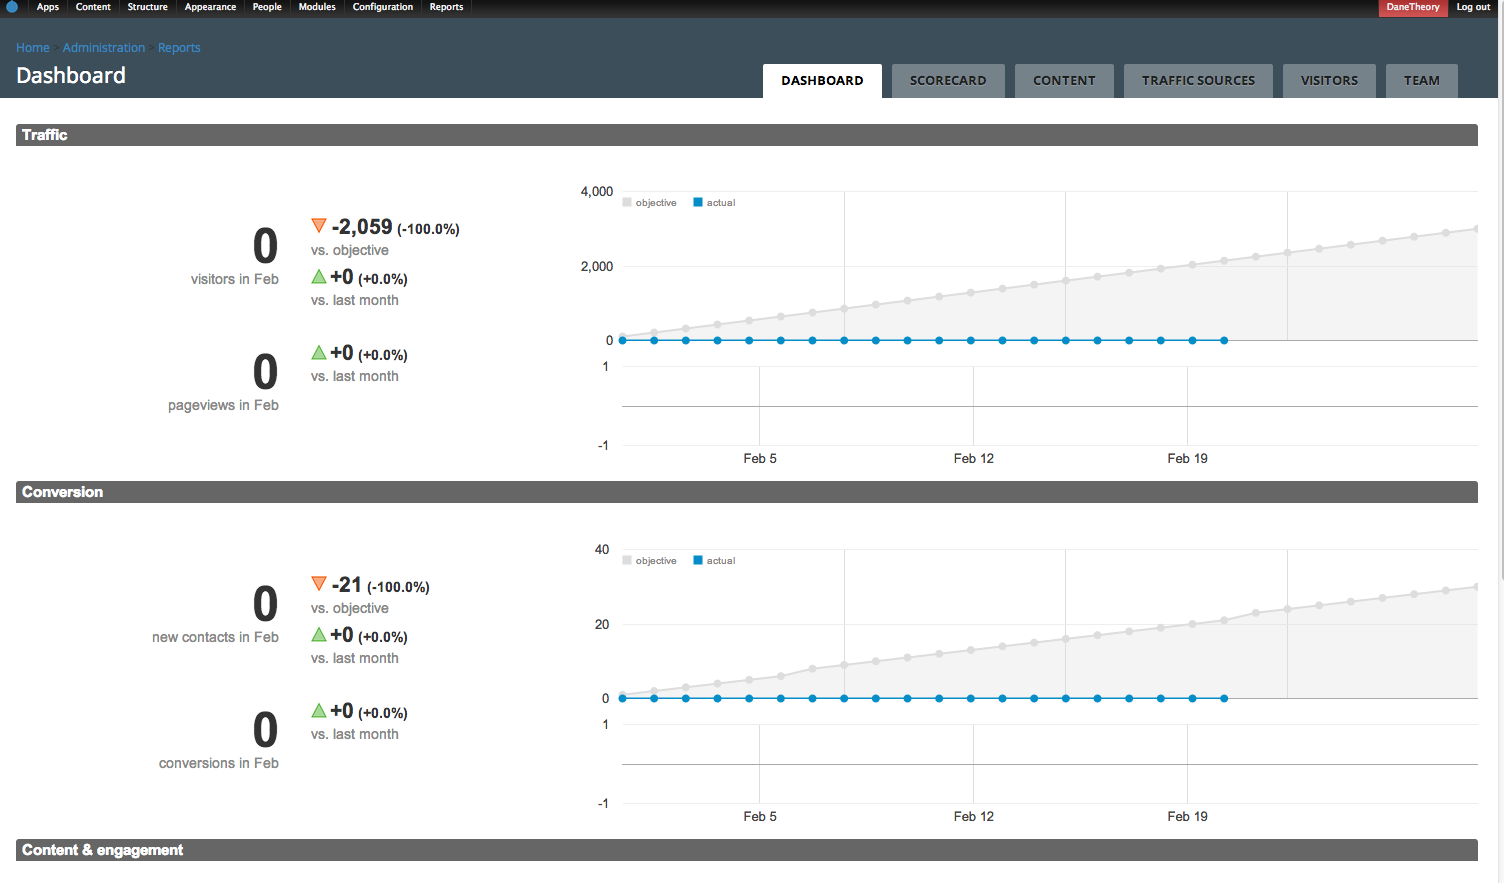 Apps Content Structure Appearance People Modules Configuration Reports DaneTheory Log out
Home Administration Reports
Dashboard
DASHBOARD SCORECARD CONTENT TRAFFIC SOURCES VISITORS TEAM
Traffic
0
visitors in Feb
-2,059 (-100.0%)
vs. objective
+0 (+0.0%)
vs. last month
0
pageviews in Feb
+0 (+0.0%)
vs. last month
4,000
objective actual
2,000
0
1
-1
Feb 5 Feb 12 Feb 19
Conversion
0
new contacts in Feb
-21 (-100.0%)
vs. objective
+0 (+0.0%)
vs. last month
0
conversions in Feb
+0 (+0.0%)
vs. last month
40
objective actual
20
0
1
-1
Feb 5 Feb 12 Feb 19
Content & engagement